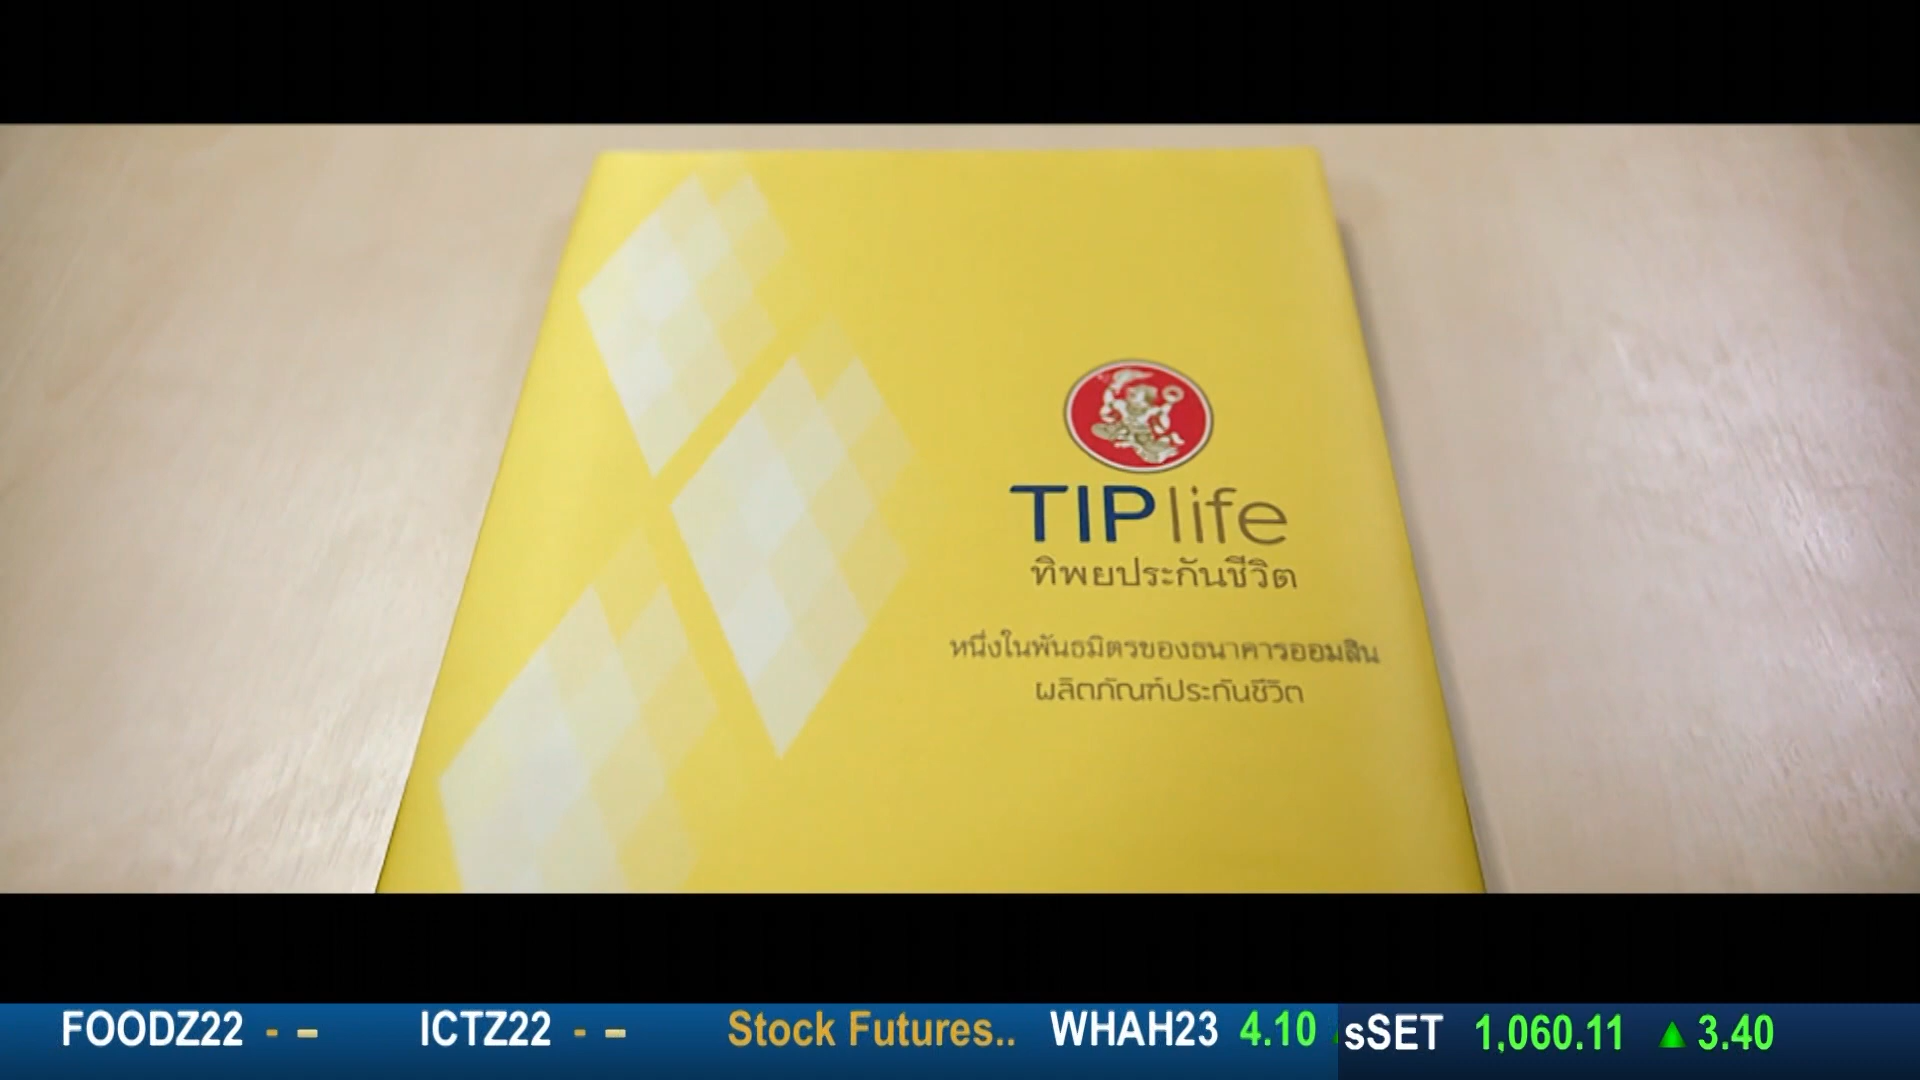 TIPlife
ทิพยประกันชีวิต
หนึ่งในพันธมิตรของธนาคารออมสิน
ผลิตภัณฑ์ประกันชีวิต
FOODZ22 - - ICTZ22 - - Stock Futures.. WHAH23 4.10 sSET 1,060.11 ▲ 3.40